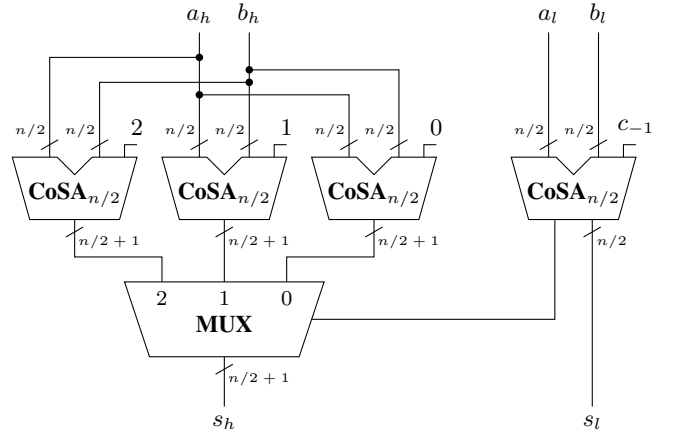 a_h b_h a_l b_l
n/2 n/2 2 n/2 n/2 1 n/2 n/2 0 n/2 n/2 c_{-1}
CoSA_{n/2} CoSA_{n/2} CoSA_{n/2} CoSA_{n/2}
n/2 + 1 n/2 + 1 n/2 + 1 n/2
2 1 0
MUX
n/2 + 1
s_h s_l